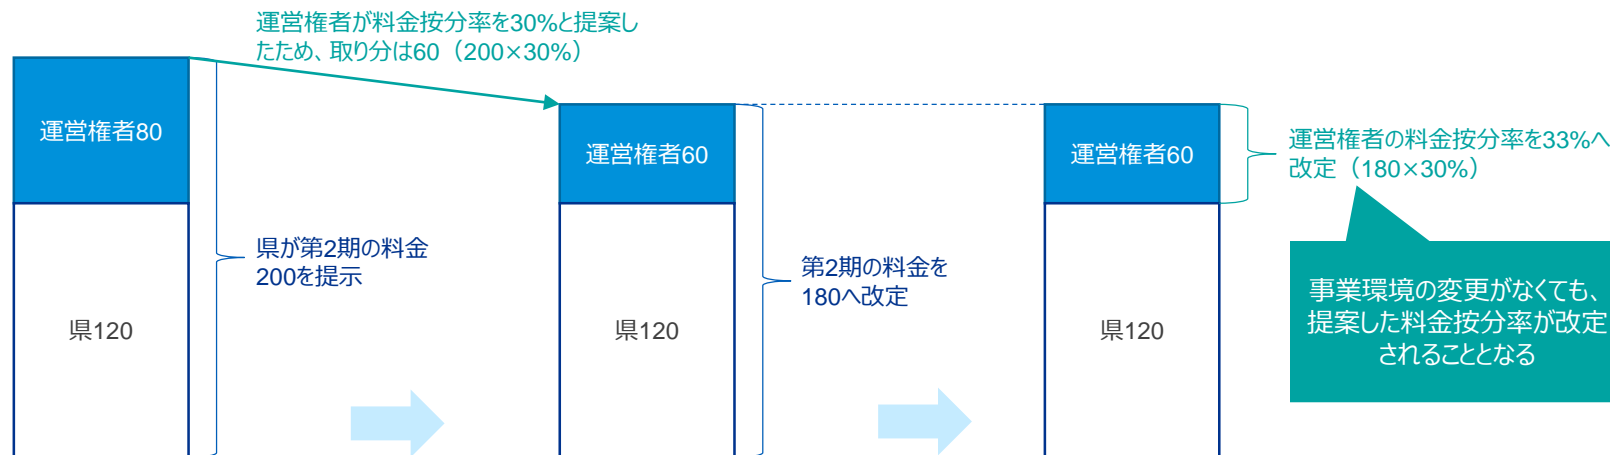 運営権者が料金按分率を30%と提案し
たため、取り分は60（200×30%）
運営権者80
県120
県が第2期の料金
200を提示
運営権者60
県120
第2期の料金を
180へ改定
運営権者60
県120
運営権者の料金按分率を33%へ
改定（180×30%）
事業環境の変更がなくても、
提案した料金按分率が改定
されることとなる